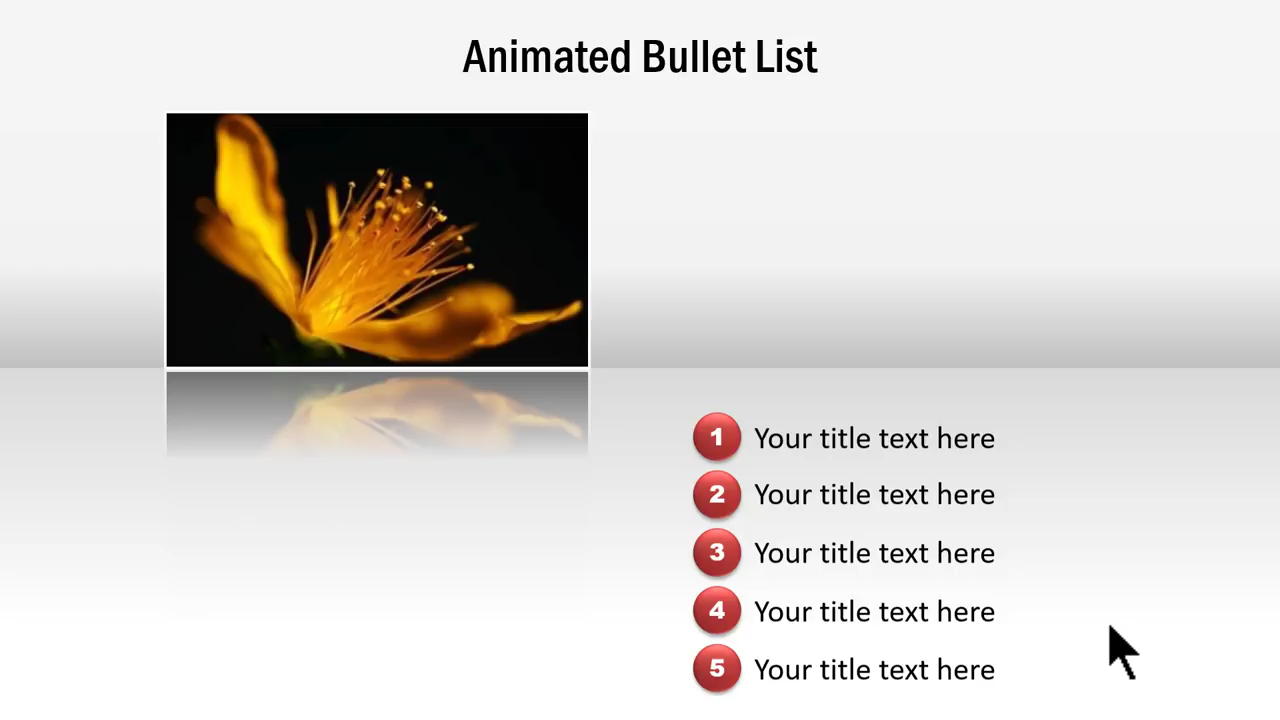 Animated Bullet List
1 Your title text here
2 Your title text here
3 Your title text here
4 Your title text here
5 Your title text here